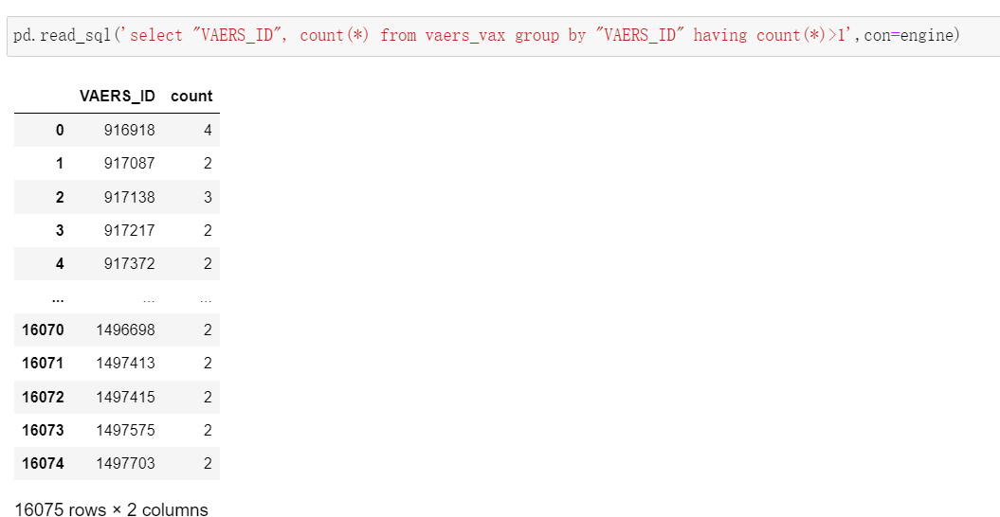 pd.read_sql('select "VAERS_ID", count(*) from vaers_vax group by "VAERS_ID" having count(*)>1',con=engine)
VAERS_ID count
0 916918 4
1 917087 2
2 917138 3
3 917217 2
4 917372 2
... ... ...
16070 1496698 2
16071 1497413 2
16072 1497415 2
16073 1497575 2
16074 1497703 2
16075 rows × 2 columns